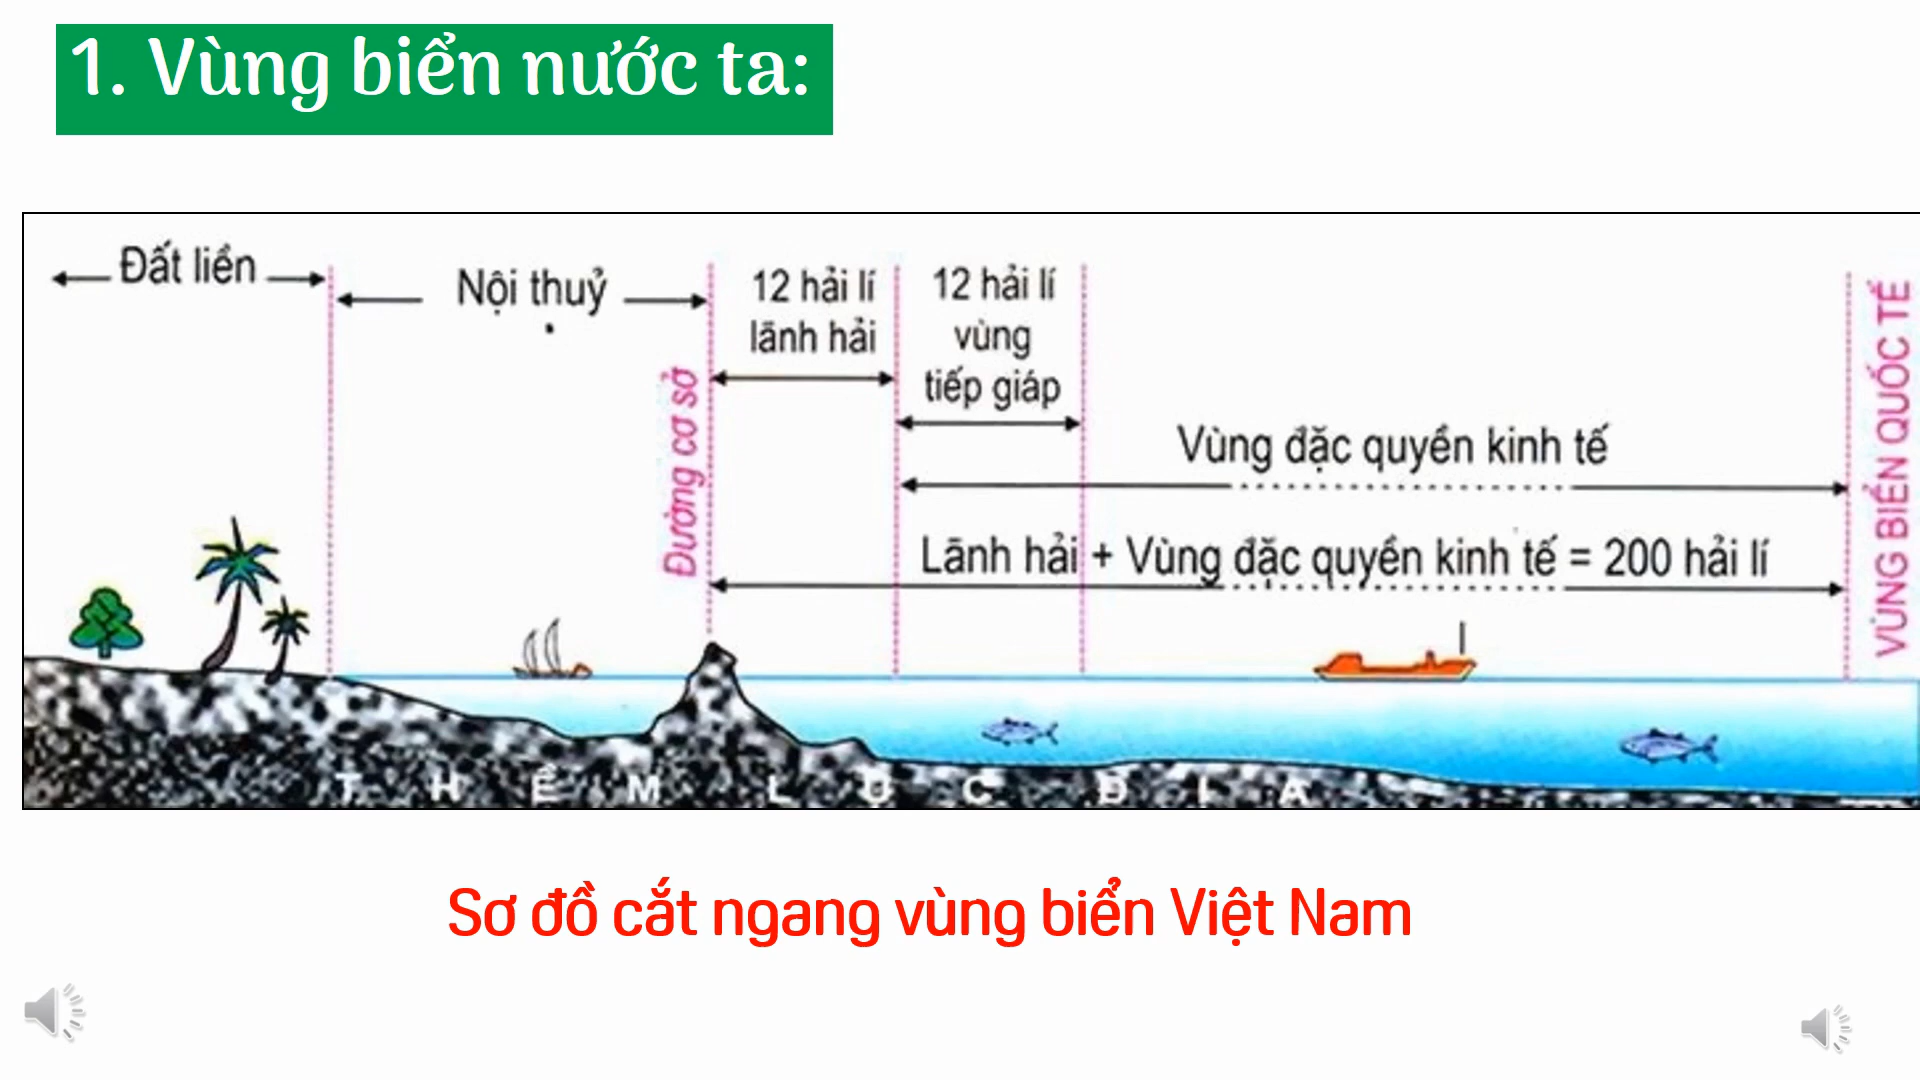 1. Vùng biển nước ta:
Đất liền
Nội thuỷ
12 hải lí
lãnh hải
12 hải lí
vùng
tiếp giáp
Đường cơ sở
Vùng đặc quyền kinh tế
Lãnh hải + Vùng đặc quyền kinh tế = 200 hải lí
VÙNG BIỂN QUỐC TẾ
THỀM LỤC ĐỊA
Sơ đồ cắt ngang vùng biển Việt Nam